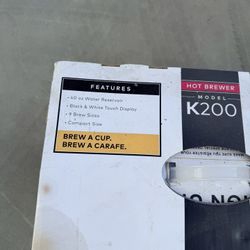 FEATURES
• 60 oz Water Reservoir
• Black & White Touch Display
• 9 Brew Sizes
• Compact Size
BREW A CUP.
BREW A CARAFE.
HOT BREWER
MODEL
K200